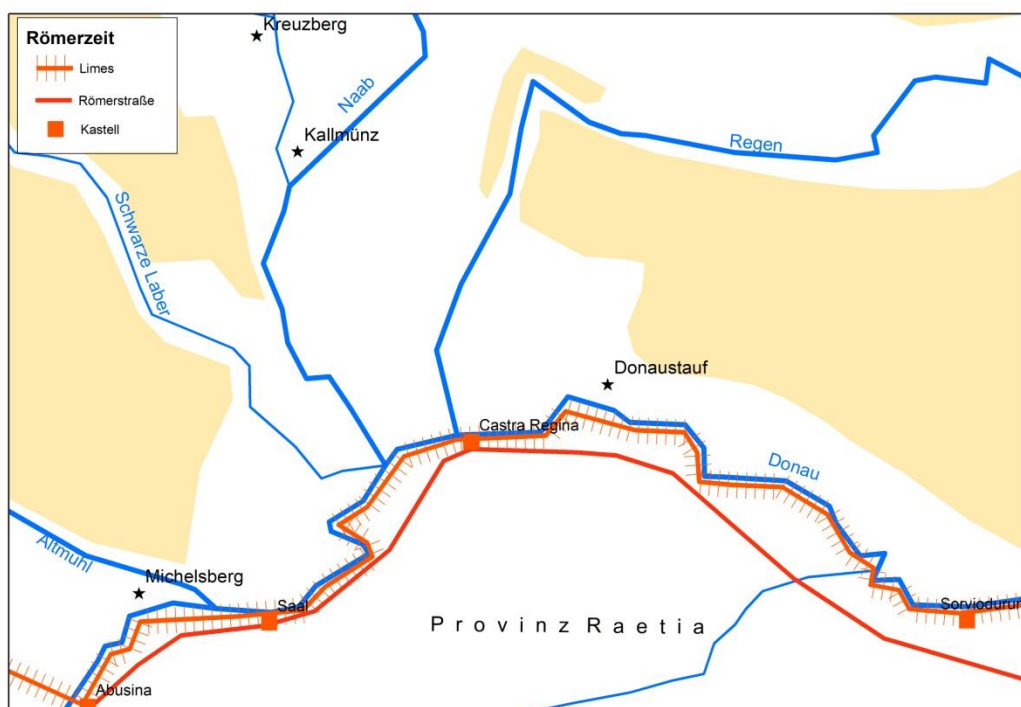 Römerzeit
Limes
Römerstraße
Kastell
Kreuzberg
Naab
Kallmünz
Regen
Schwarze Laber
Donaustauf
Castra Regina
Donau
Altmühl
Michelsberg
Saal
Sorviodurum
Provinz Raetia
Abusina